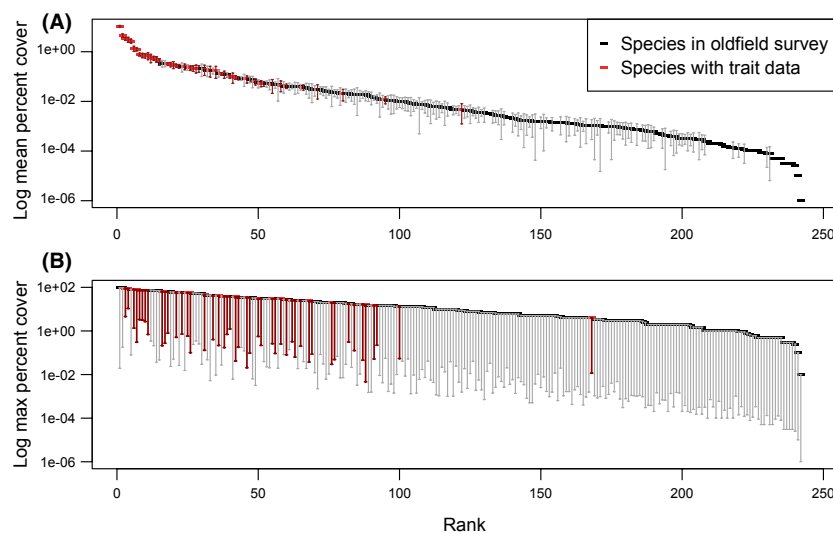 (A)
Log mean percent cover
1e+00
1e-02
1e-04
1e-06
0
50
100
150
200
250
Species in oldfield survey
Species with trait data
(B)
Log max percent cover
1e+02
1e+00
1e-02
1e-04
1e-06
0
50
100
150
200
250
Rank